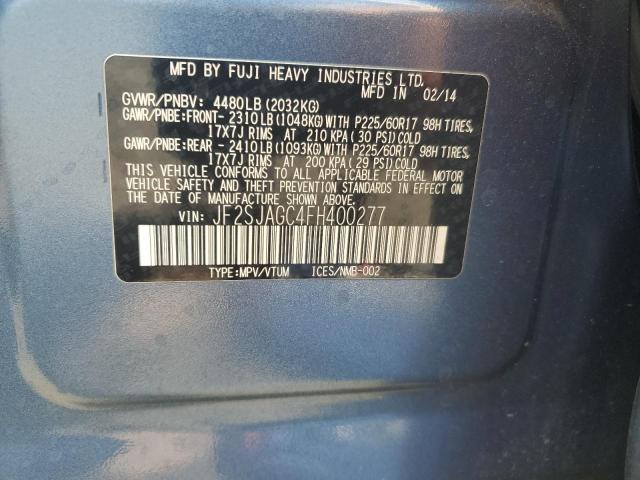 MFD BY FUJI HEAVY INDUSTRIES LTD.
MFD IN 02/14
GVWR/PNBV: 4480LB(2032KG)
GAWR/PNBE:FRONT-2310LB(1048KG)WITH P225/60R17 98H TIRES,
17X7J RIMS AT 210 KPA(30 PSI)COLD
GAWR/PNBE:REAR -2410LB(1093KG)WITH P225/60R17 98H TIRES,
17X7J RIMS AT 200 KPA(29 PSI)COLD
THIS VEHICLE CONFORMS TO ALL APPLICABLE FEDERAL MOTOR
VEHICLE SAFETY AND THEFT PREVENTION STANDARDS IN EFFECT
ON THE DATE OF MANUFACTURE SHOWN ABOVE.
VIN: JF2SJAGC4FH400277
TYPE:MPV/VTUM ICES/NMB-002